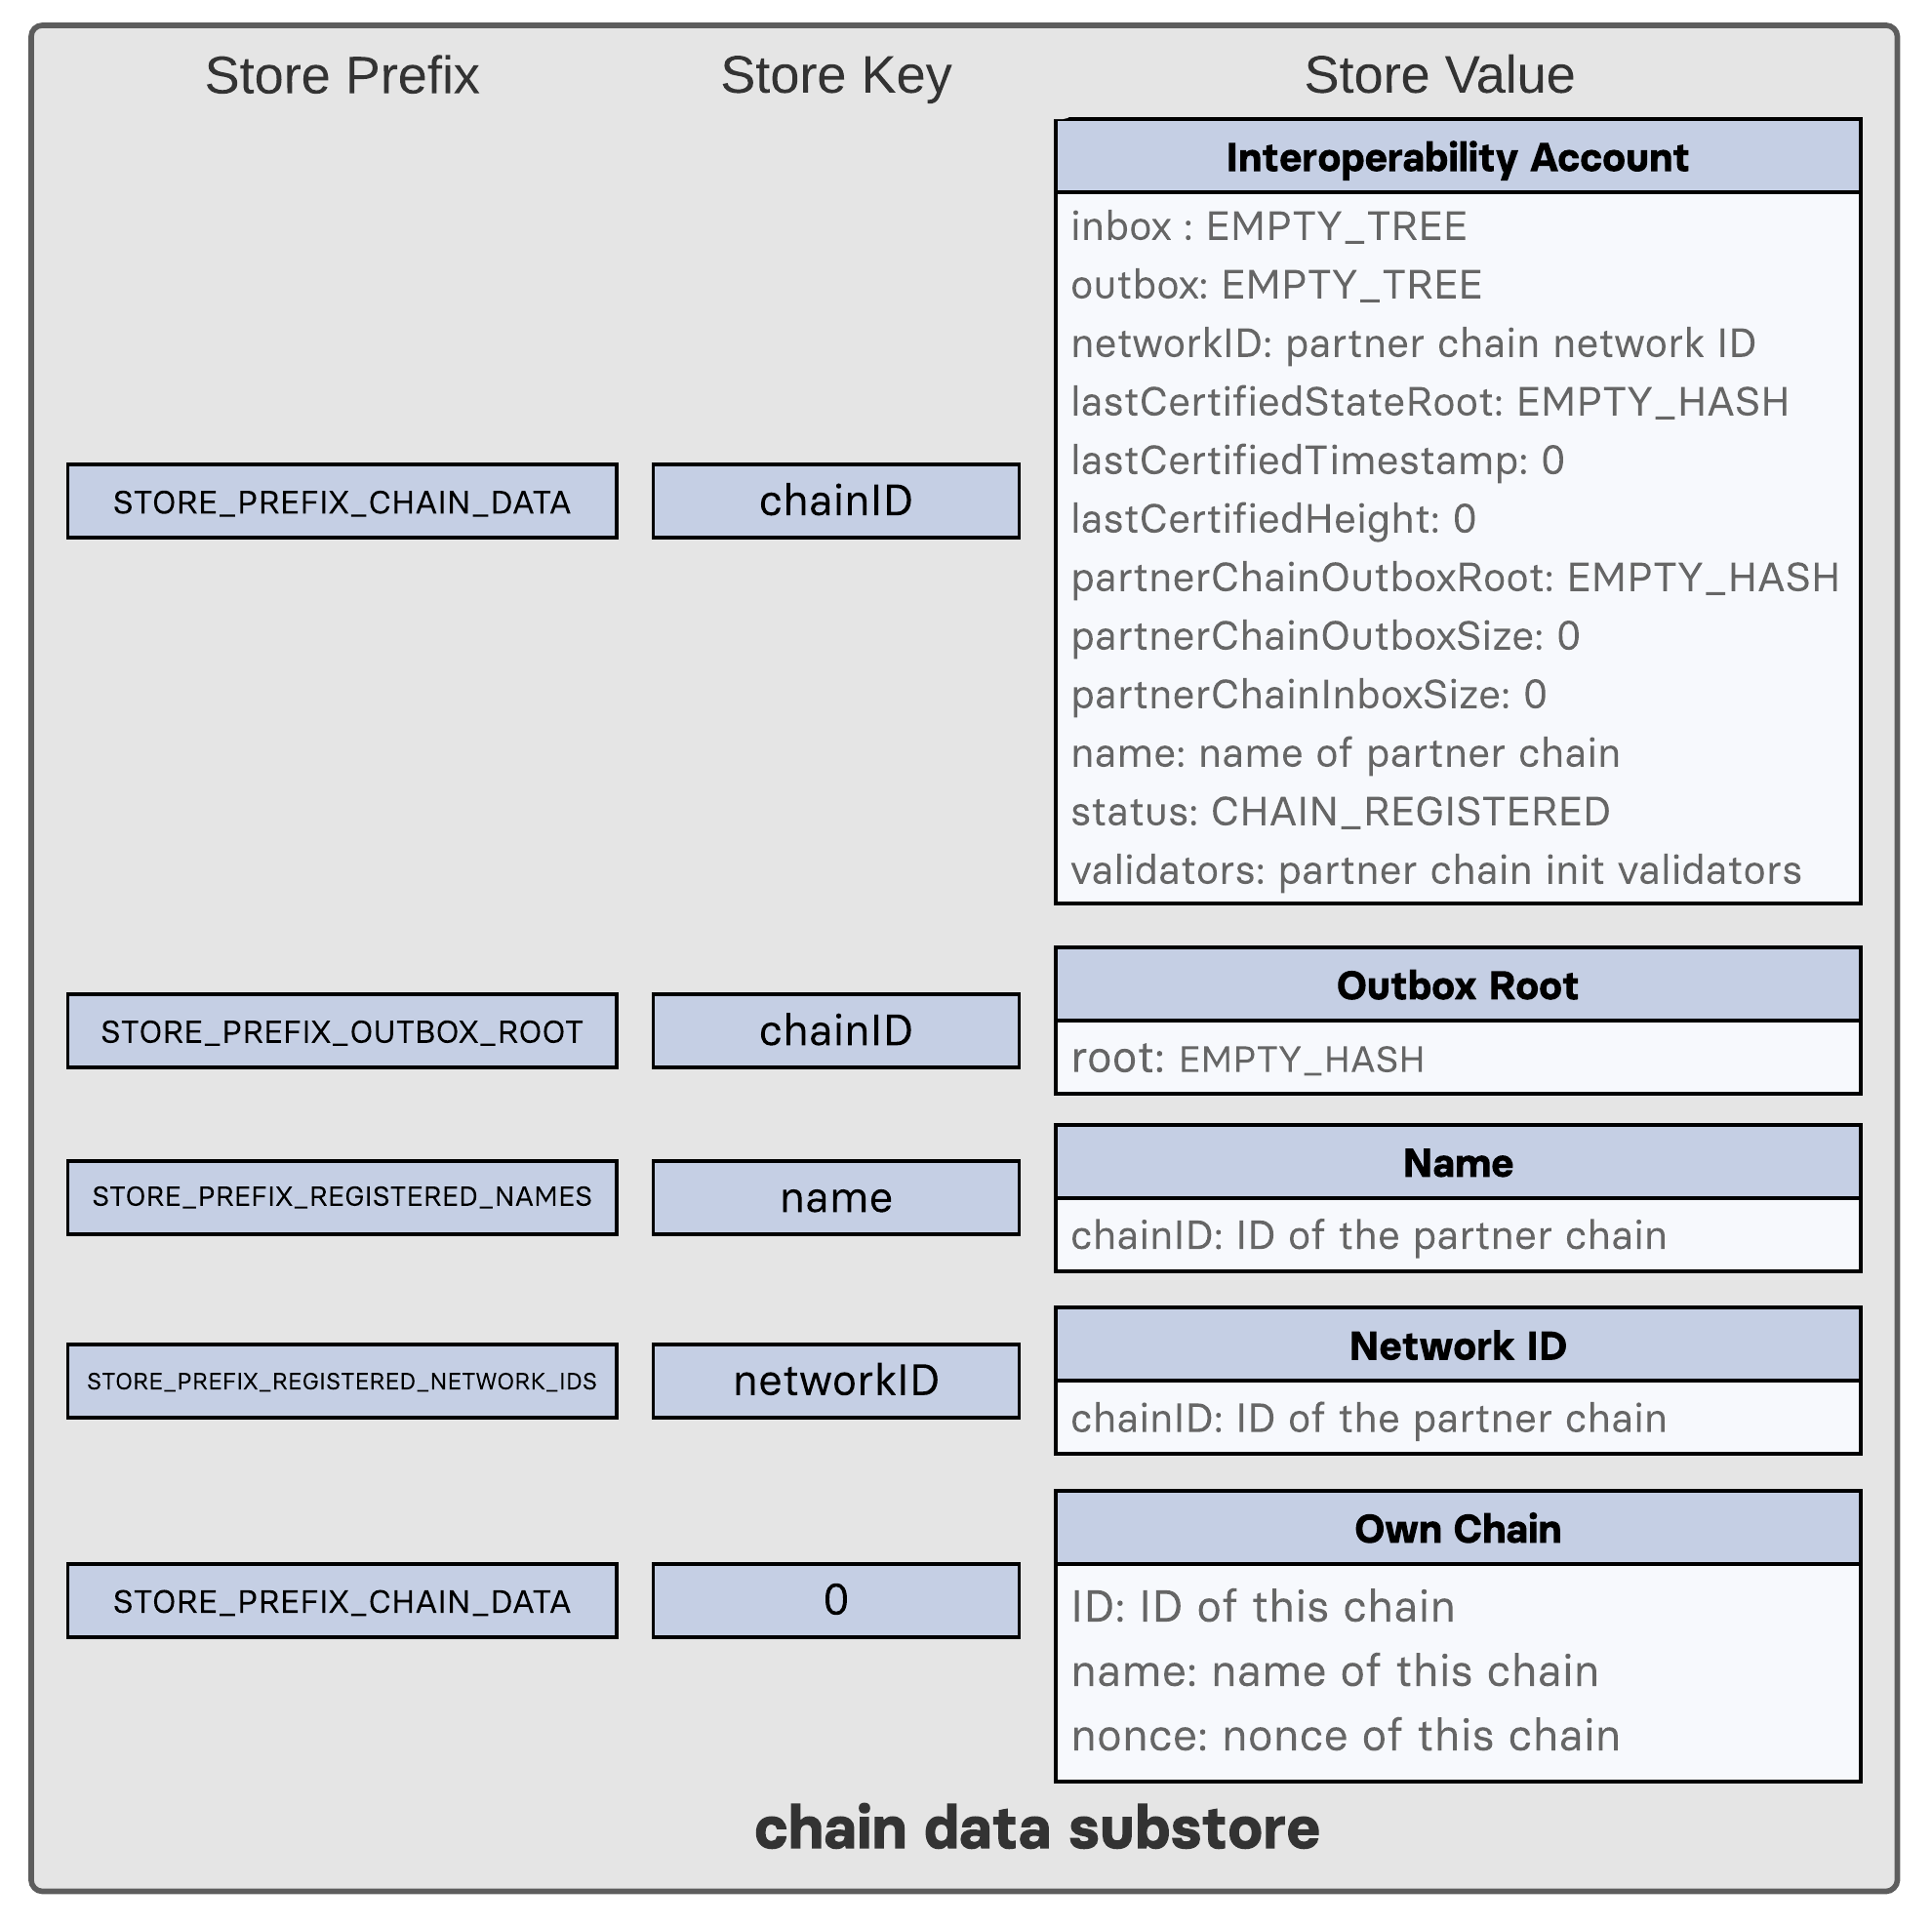 Store Prefix
Store Key
Store Value
Interoperability Account
inbox : EMPTY_TREE
outbox: EMPTY_TREE
networkID: partner chain network ID
lastCertifiedStateRoot: EMPTY_HASH
lastCertifiedTimestamp: 0
STORE_PREFIX_CHAIN_DATA
chainID
lastCertifiedHeight: 0
partnerChainOutboxRoot: EMPTY_HASH
partnerChainOutboxSize: 0
partnerChainInboxSize: 0
name: name of partner chain
status: CHAIN_REGISTERED
validators: partner chain init validators
Outbox Root
STORE_PREFIX_OUTBOX_ROOT
chainID
root: EMPTY_HASH
Name
STORE_PREFIX_REGISTERED_NAMES
name
chainID: ID of the partner chain
Network ID
STORE_PREFIX_REGISTERED_NETWORK_IDS
networkID
chainID: ID of the partner chain
Own Chain
STORE_PREFIX_CHAIN_DATA
0
ID: ID of this chain
name: name of this chain
nonce: nonce of this chain
chain data substore